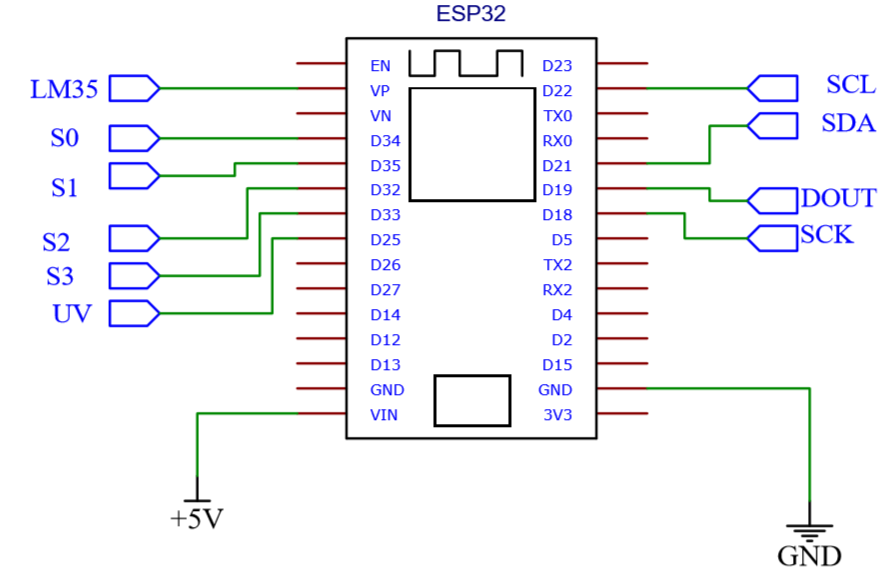 ESP32
LM35
S0
S1
S2
S3
UV
EN
VP
VN
D34
D35
D32
D33
D25
D26
D27
D14
D12
D13
GND
VIN
D23
D22
TX0
RX0
D21
D19
D18
D5
TX2
RX2
D4
D2
D15
GND
3V3
SCL
SDA
DOUT
SCK
+5V
GND